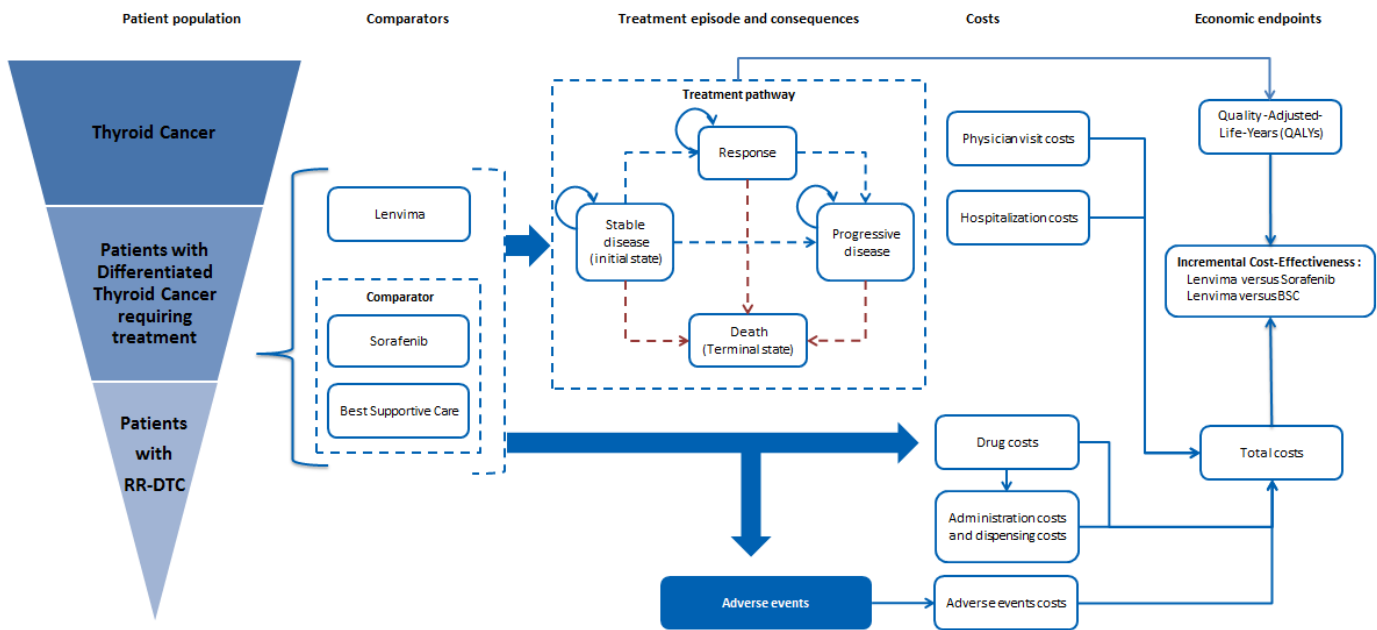 Patient population
Comparators
Treatment episode and consequences
Costs
Economic endpoints
Thyroid Cancer
Patients with
Differentiated
Thyroid Cancer
requiring
treatment
Patients
with
RR-DTC
Lenvima
Comparator
Sorafenib
Best Supportive Care
Treatment pathway
Response
Stable
disease
(initial state)
Progressive
disease
Death
(Terminal state)
Adverse events
Physician visit costs
Hospitalization costs
Drug costs
Administration costs
and dispensing costs
Adverse events costs
Quality -Adjusted-
Life-Years (QALYs)
Incremental Cost-Effectiveness :
Lenvima versus Sorafenib
Lenvima versus BSC
Total costs